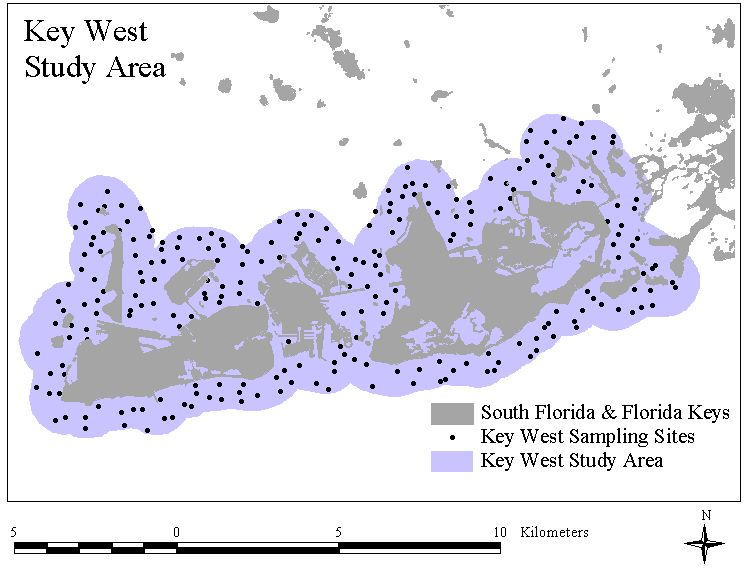 Key West
Study Area
South Florida & Florida Keys
Key West Sampling Sites
Key West Study Area
N
5 0 5 10 Kilometers